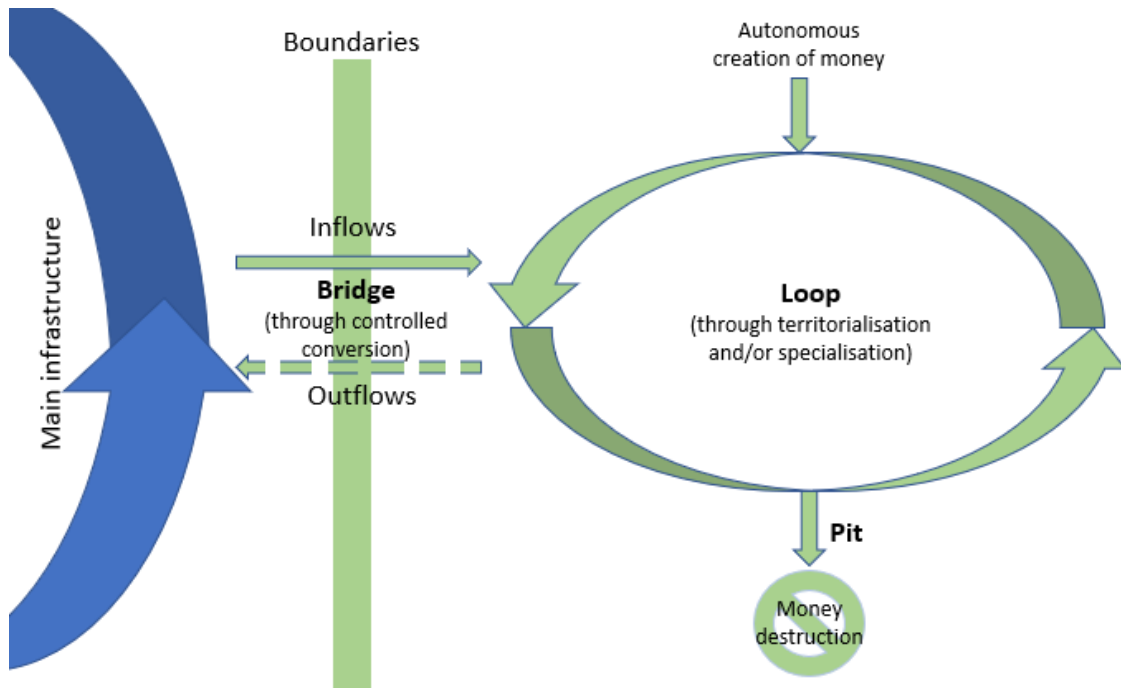 Boundaries
Autonomous
creation of money
Main infrastructure
Inflows
Bridge
(through controlled
conversion)
Outflows
Loop
(through territorialisation
and/or specialisation)
Pit
Money
destruction